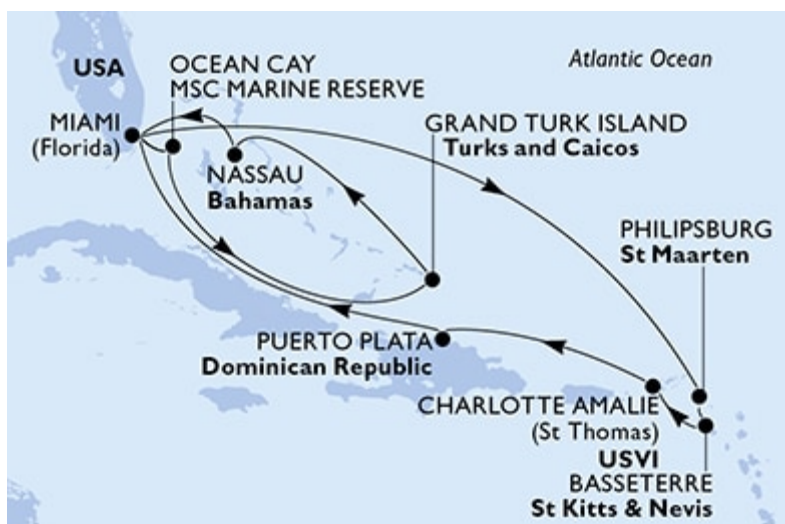 Atlantic Ocean
USA
OCEAN CAY
MSC MARINE RESERVE
MIAMI
(Florida)
NASSAU
Bahamas
GRAND TURK ISLAND
Turks and Caicos
PHILIPSBURG
St Maarten
PUERTO PLATA
Dominican Republic
CHARLOTTE AMALIE
(St Thomas)
USVI
BASSETERRE
St Kitts & Nevis